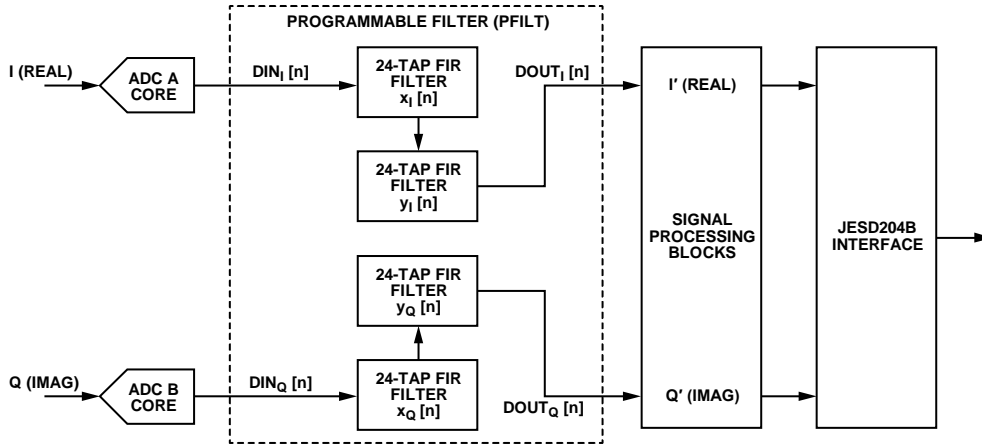 PROGRAMMABLE FILTER (PFILT)
I (REAL)
ADC A
CORE
DINI [n]
24-TAP FIR
FILTER
xI [n]
DOUTI [n]
I′ (REAL)
24-TAP FIR
FILTER
yI [n]
SIGNAL
PROCESSING
BLOCKS
JESD204B
INTERFACE
24-TAP FIR
FILTER
yQ [n]
Q (IMAG)
ADC B
CORE
DINQ [n]
24-TAP FIR
FILTER
xQ [n]
DOUTQ [n]
Q′ (IMAG)